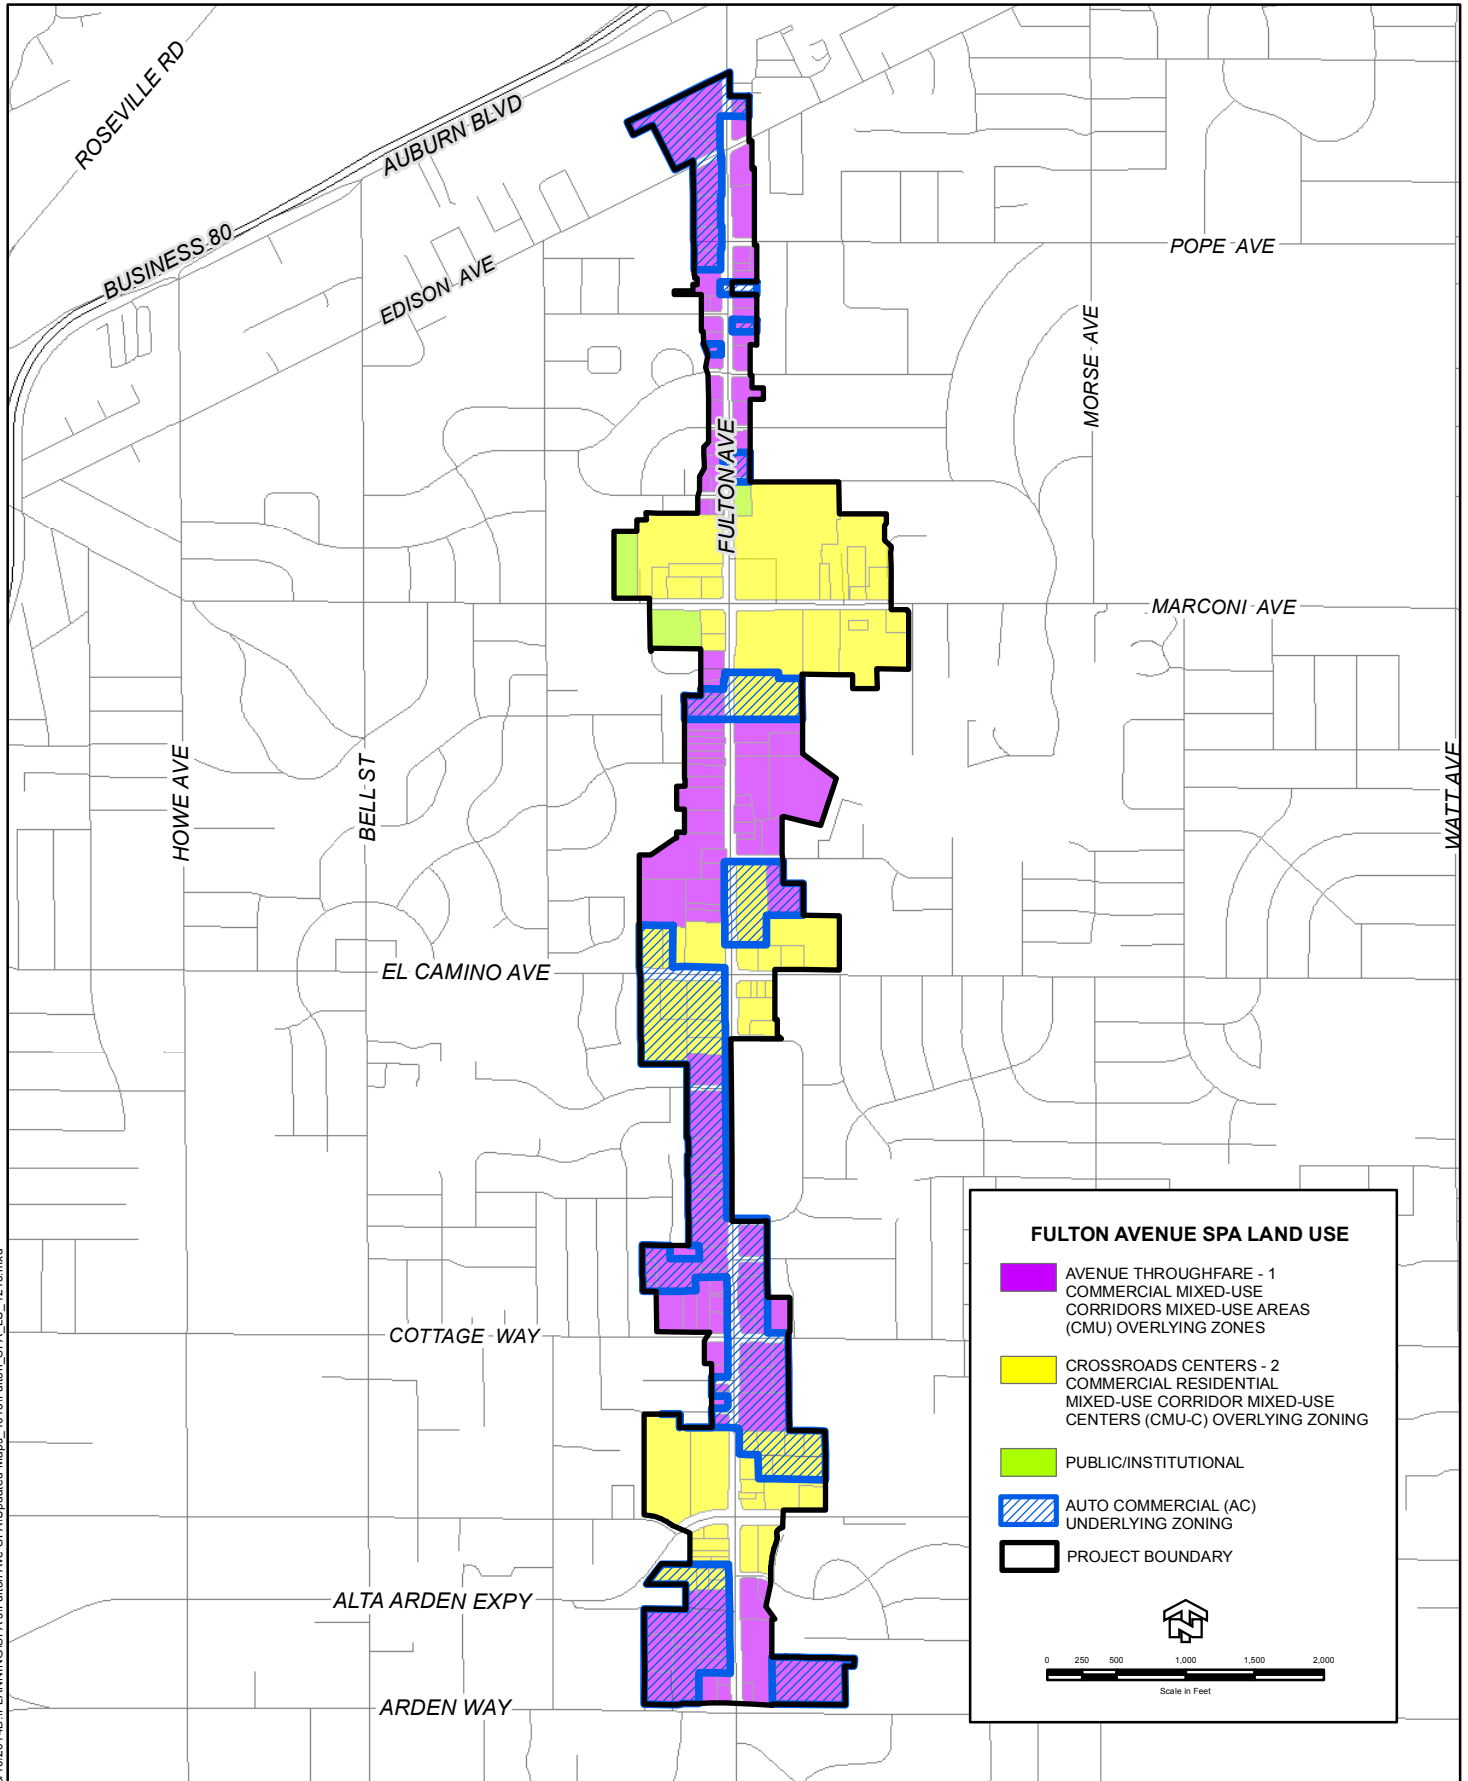 ROSEVILLE RD
AUBURN BLVD
BUSINESS 80
EDISON AVE
POPE AVE
MORSE AVE
FULTON AVE
MARCONI AVE
HOWE AVE
BELL ST
WATT AVE
EL CAMINO AVE
COTTAGE WAY
ALTA ARDEN EXPY
ARDEN WAY
FULTON AVENUE SPA LAND USE
AVENUE THROUGHFARE - 1
COMMERCIAL MIXED-USE
CORRIDORS MIXED-USE AREAS
(CMU) OVERLYING ZONES
CROSSROADS CENTERS - 2
COMMERCIAL RESIDENTIAL
MIXED-USE CORRIDOR MIXED-USE
CENTERS (CMU-C) OVERLYING ZONING
PUBLIC/INSTITUTIONAL
AUTO COMMERCIAL (AC)
UNDERLYING ZONING
PROJECT BOUNDARY
N
0 250 500 1,000 1,500 2,000
Scale in Feet